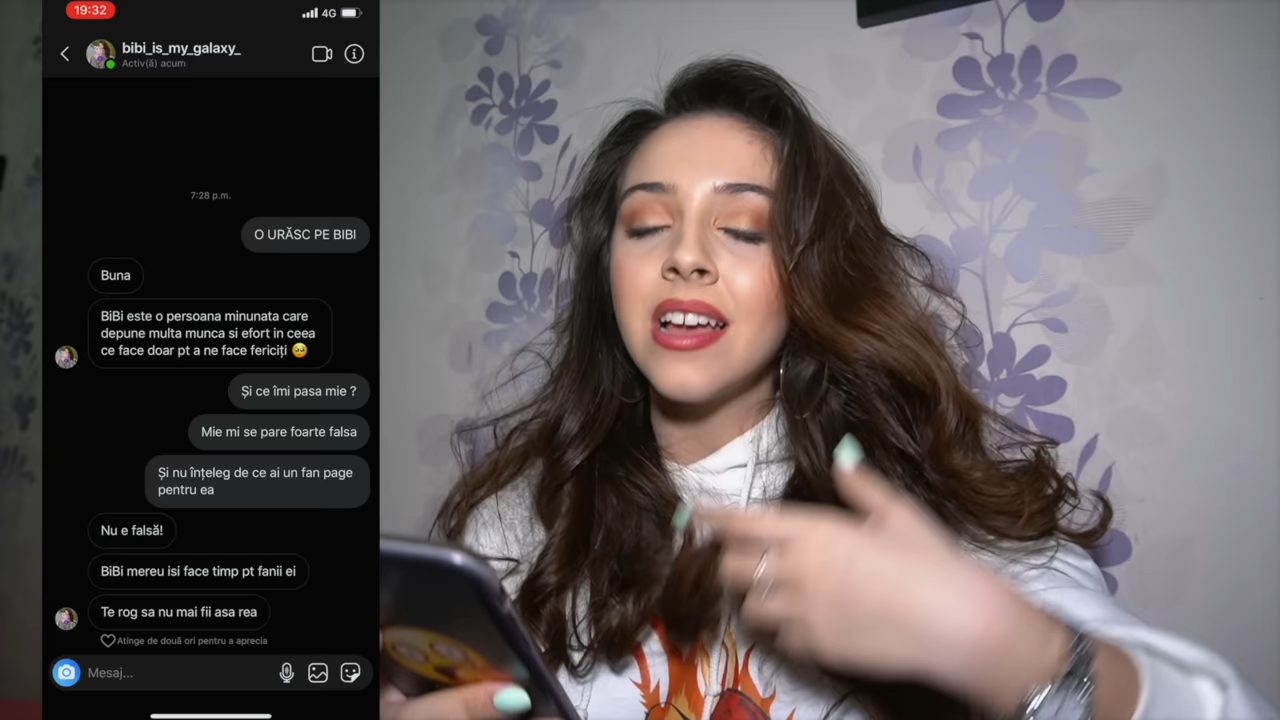 19:32
4G
bibi_is_my_galaxy_
Activ(ă) acum
7:28 p.m.
O URĂSC PE BIBI
Buna
BiBi este o persoana minunata care
depune multa munca si efort in ceea
ce face doar pt a ne face fericiți 🥺
Și ce îmi pasa mie ?
Mie mi se pare foarte falsa
Și nu înțeleg de ce ai un fan page
pentru ea
Nu e falsă!
BiBi mereu isi face timp pt fanii ei
Te rog sa nu mai fii asa rea
Atinge de două ori pentru a aprecia
Mesaj...